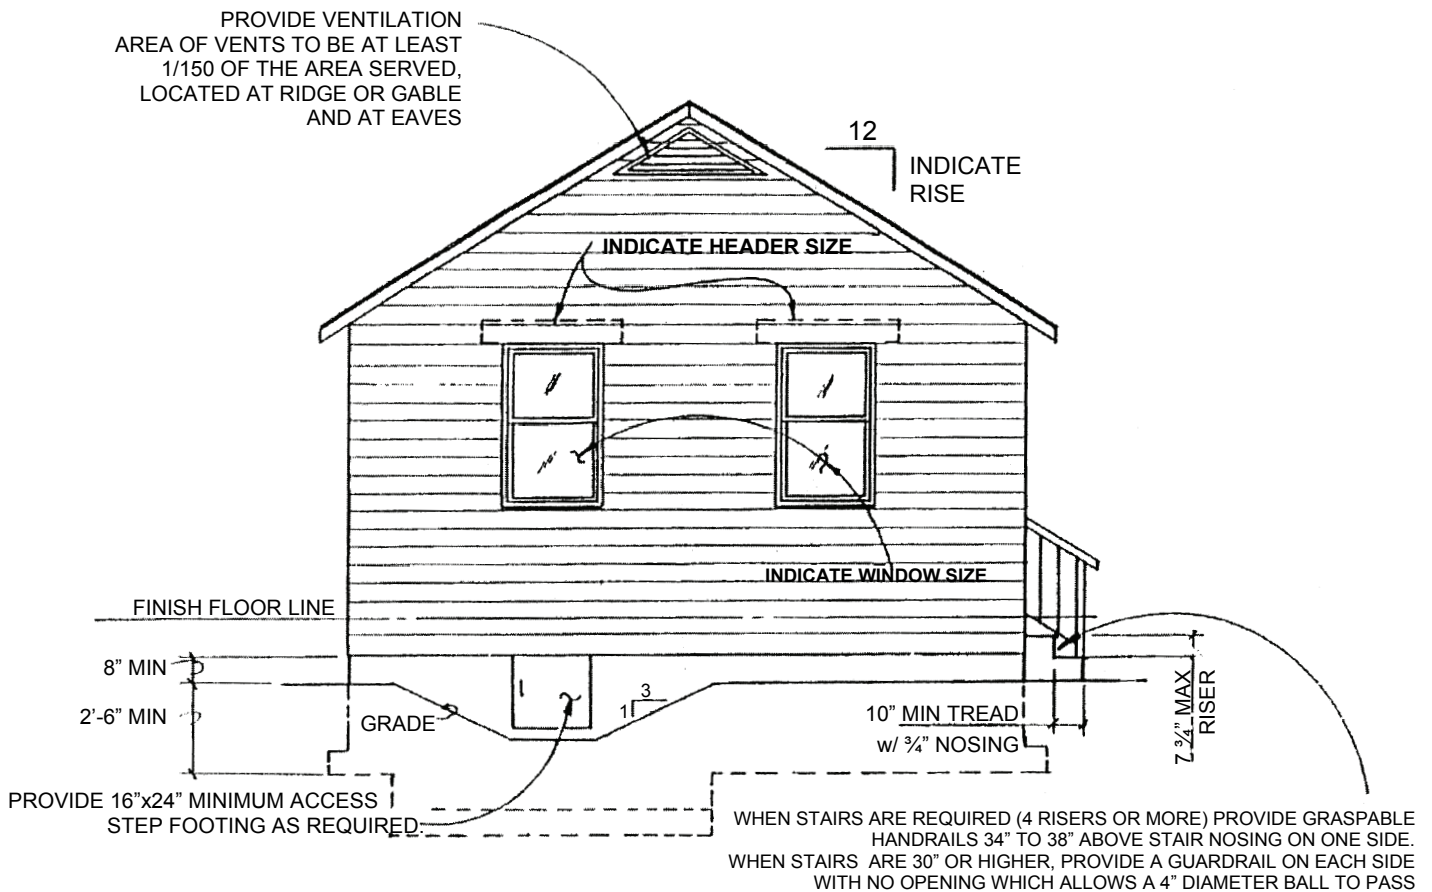 PROVIDE VENTILATION
AREA OF VENTS TO BE AT LEAST
1/150 OF THE AREA SERVED,
LOCATED AT RIDGE OR GABLE
AND AT EAVES
12
INDICATE
RISE
INDICATE HEADER SIZE
INDICATE WINDOW SIZE
FINISH FLOOR LINE
8” MIN
2’-6” MIN
GRADE
3
1
10” MIN TREAD
w/ ¾” NOSING
7 ¾” MAX
RISER
PROVIDE 16”x24” MINIMUM ACCESS
STEP FOOTING AS REQUIRED.
WHEN STAIRS ARE REQUIRED (4 RISERS OR MORE) PROVIDE GRASPABLE
HANDRAILS 34” TO 38” ABOVE STAIR NOSING ON ONE SIDE.
WHEN STAIRS ARE 30” OR HIGHER, PROVIDE A GUARDRAIL ON EACH SIDE
WITH NO OPENING WHICH ALLOWS A 4” DIAMETER BALL TO PASS